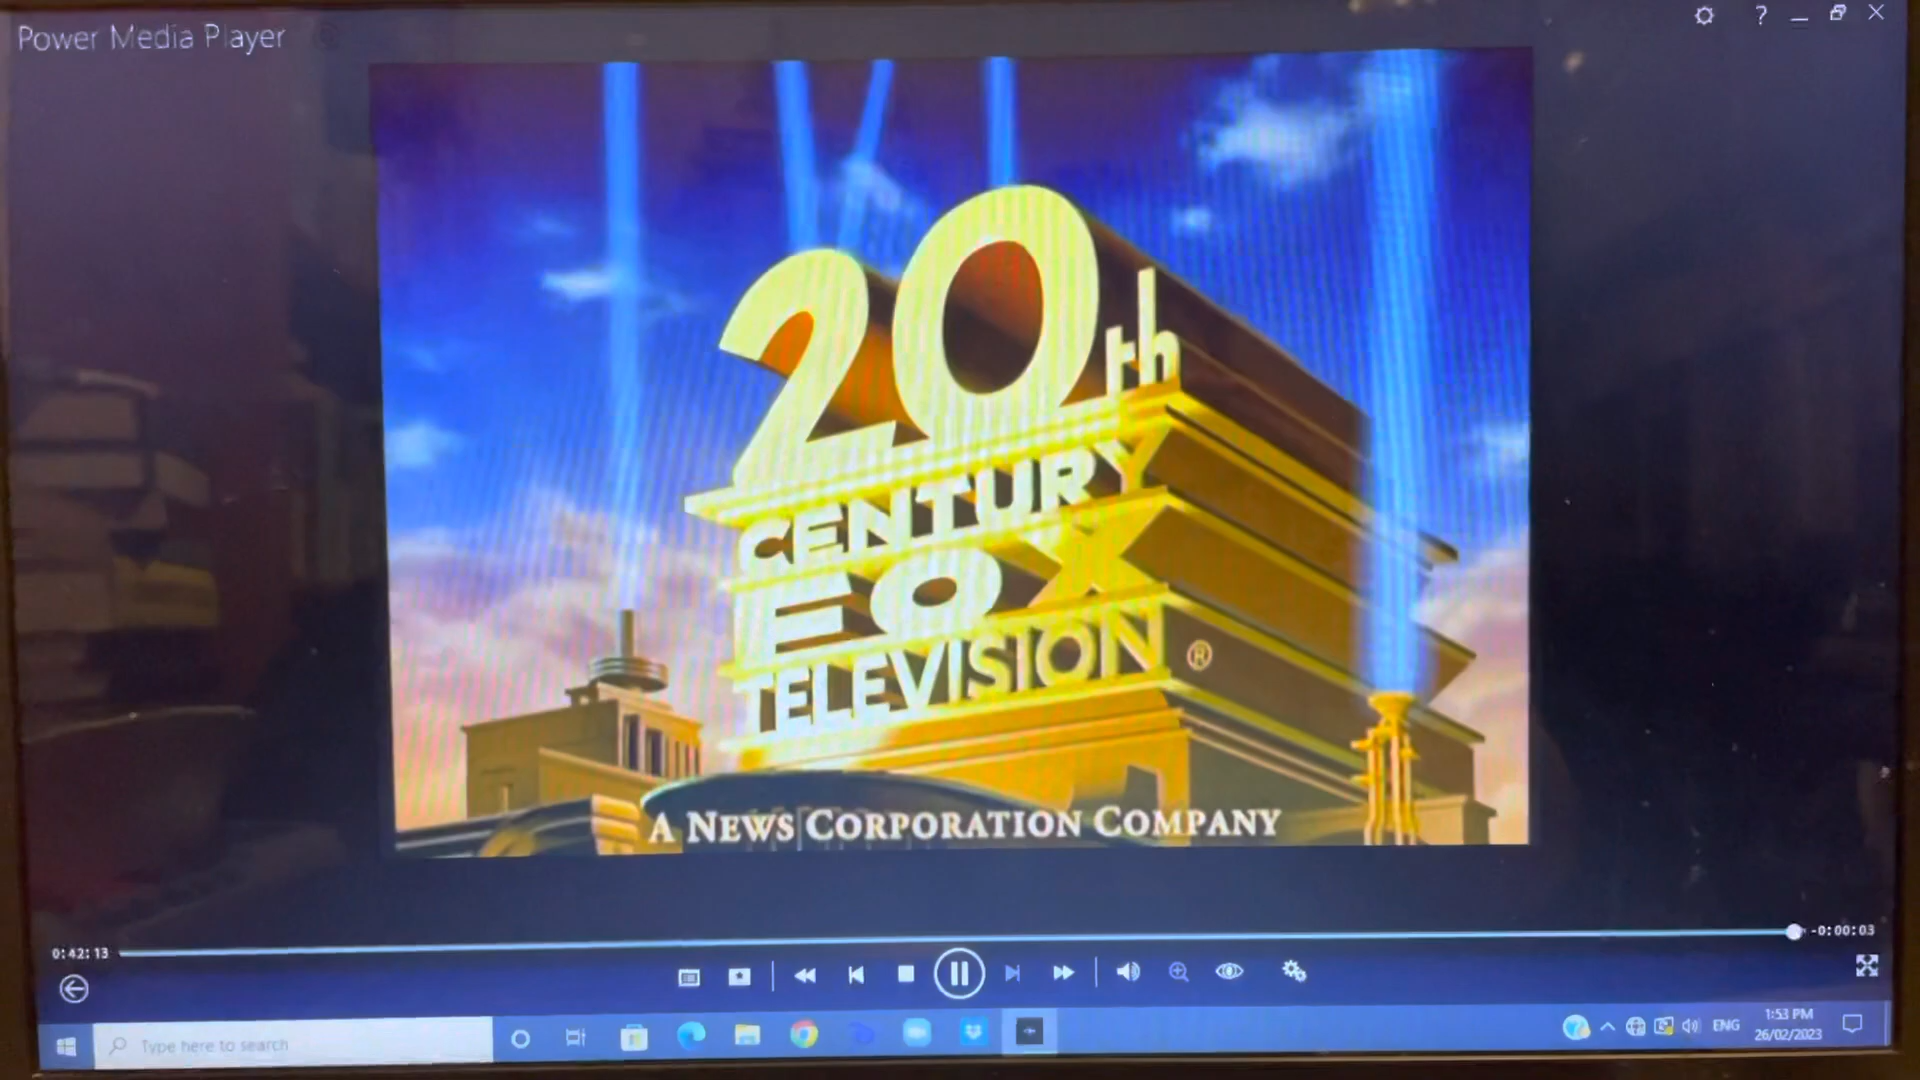 Power Media Player
?
20th
CENTURY
FOX
TELEVISION ®
A NEWS CORPORATION COMPANY
0:42:13
-0:00:03
Type here to search
ENG
1:53 PM
26/02/2023